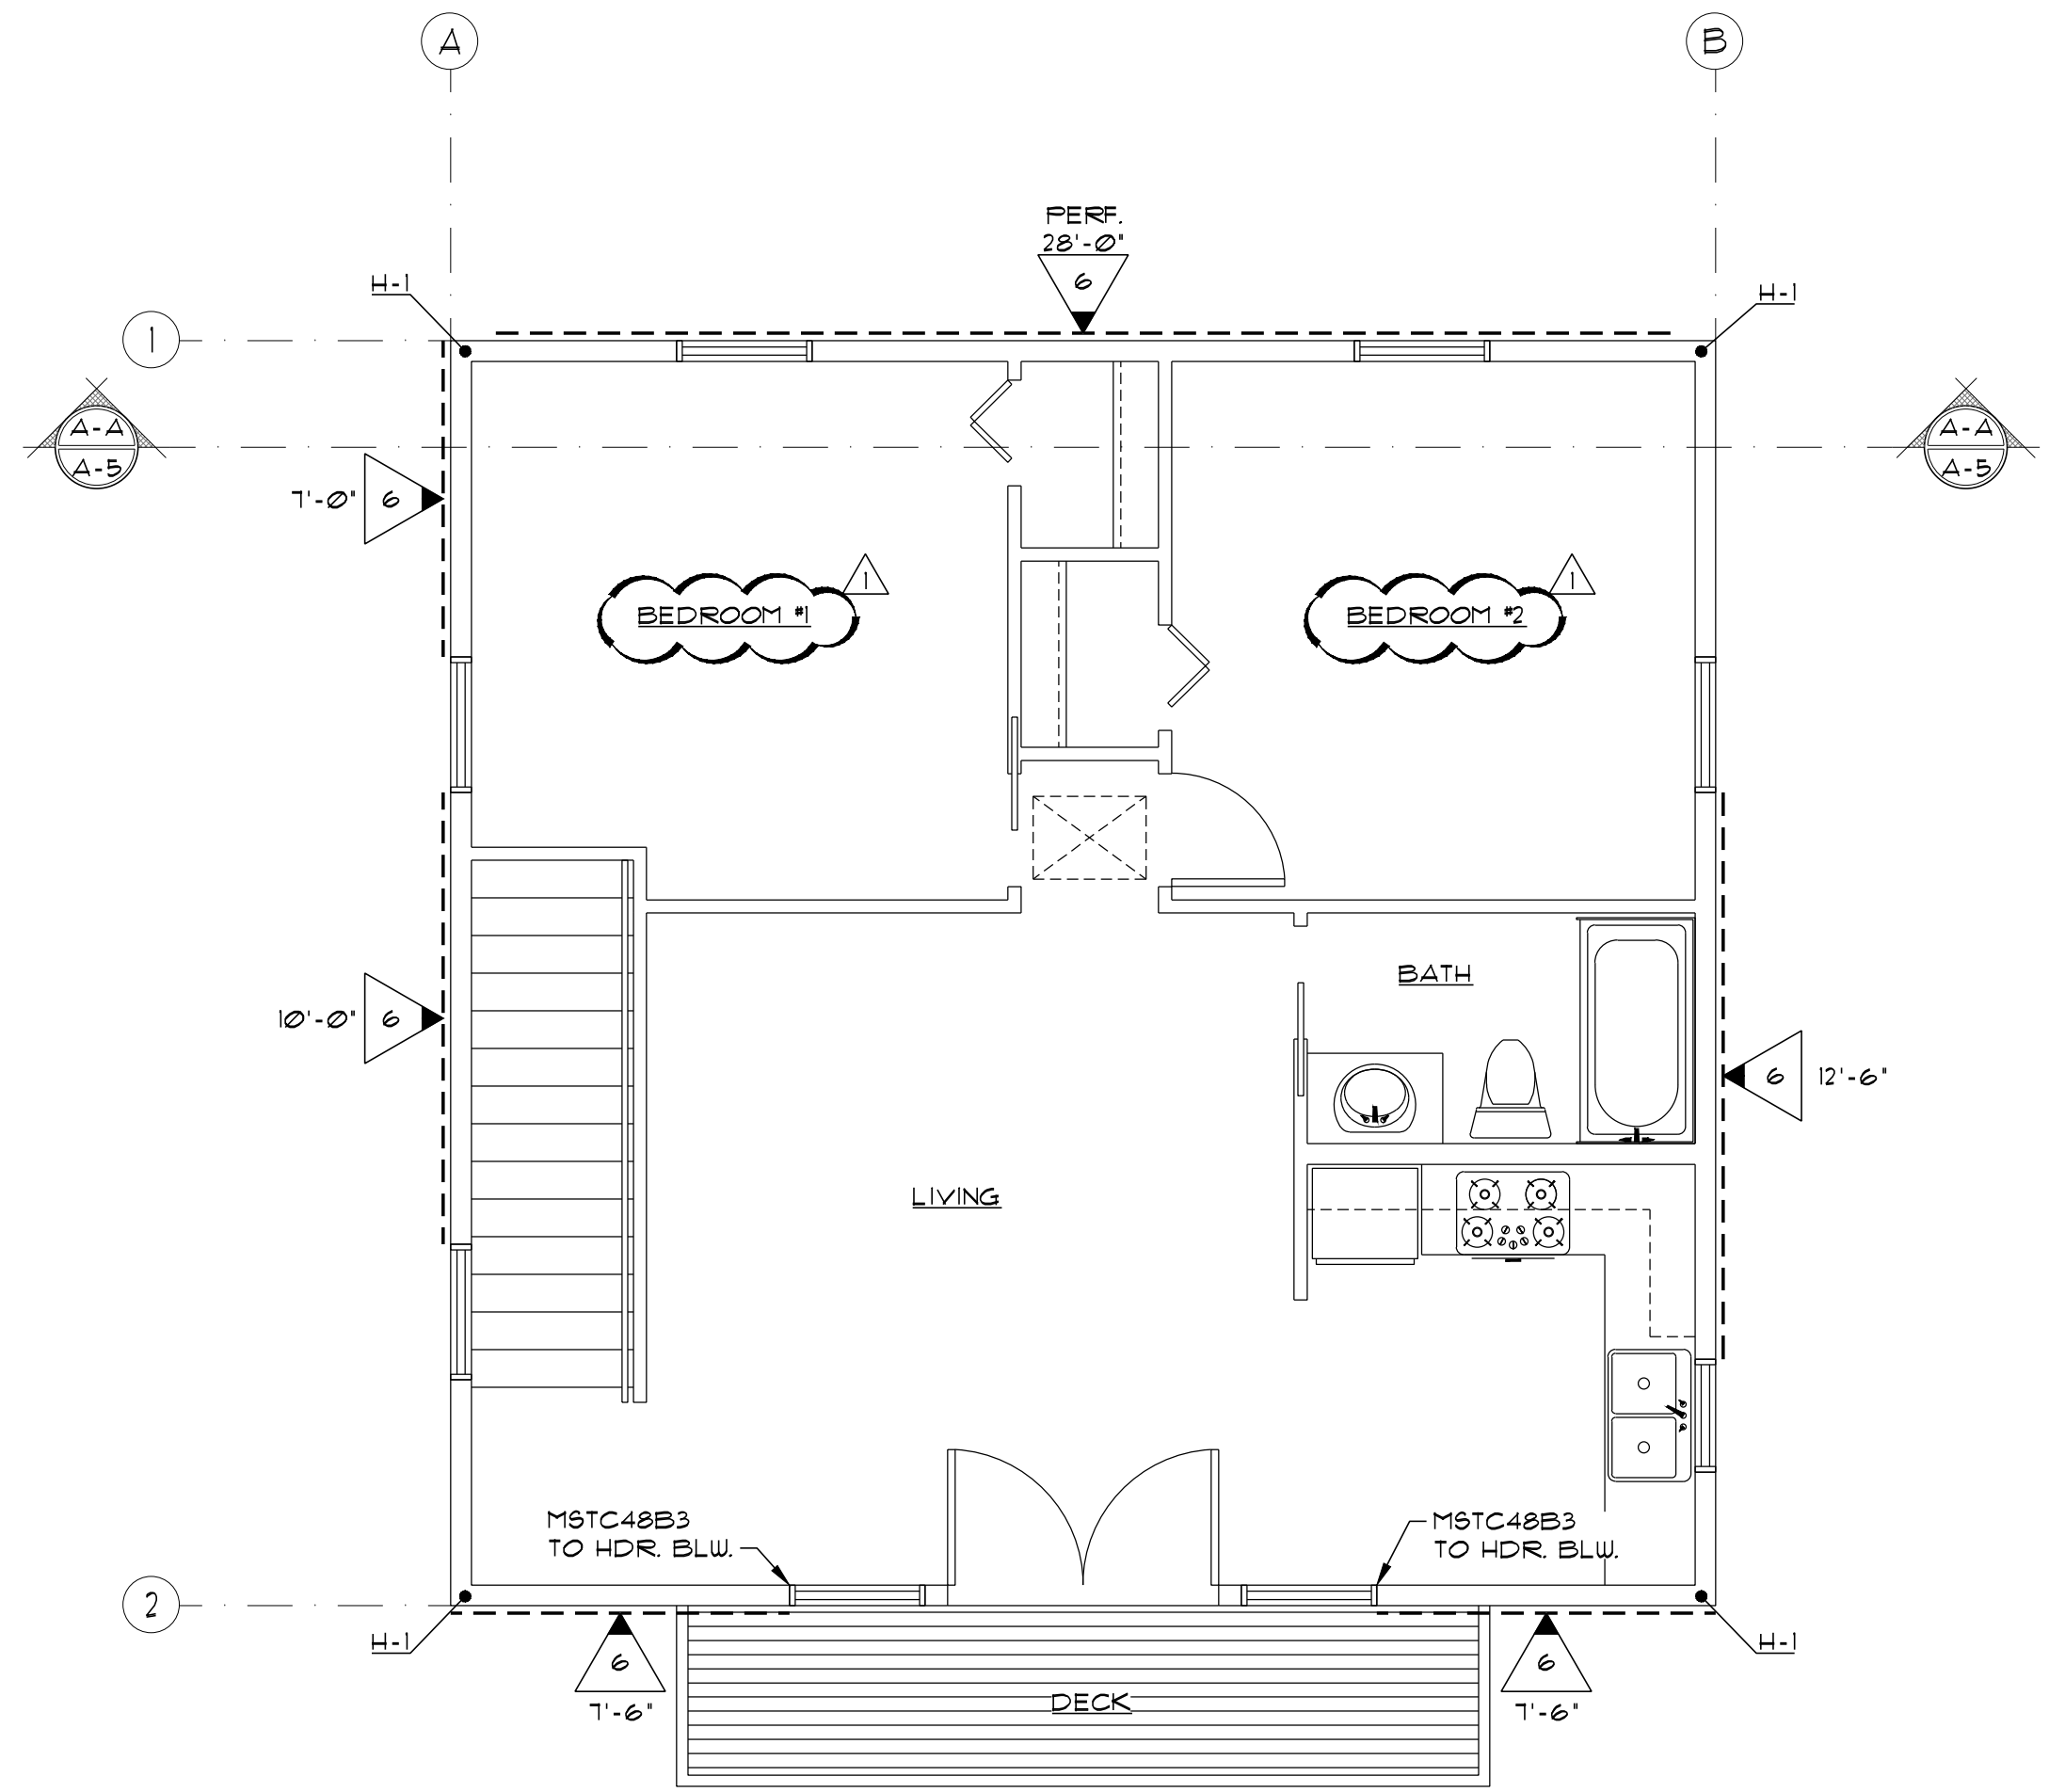 A
B
PERF.
28'-0"
6
H-1
H-1
1
A-A
A-5
A-A
A-5
7'-0"
6
1
1
BEDROOM #1
BEDROOM #2
BATH
10'-0"
6
6
12'-6"
LIVING
MSTC48B3
TO HDR. BLW.
MSTC48B3
TO HDR. BLW.
2
H-1
H-1
6
6
7'-6"
DECK
7'-6"